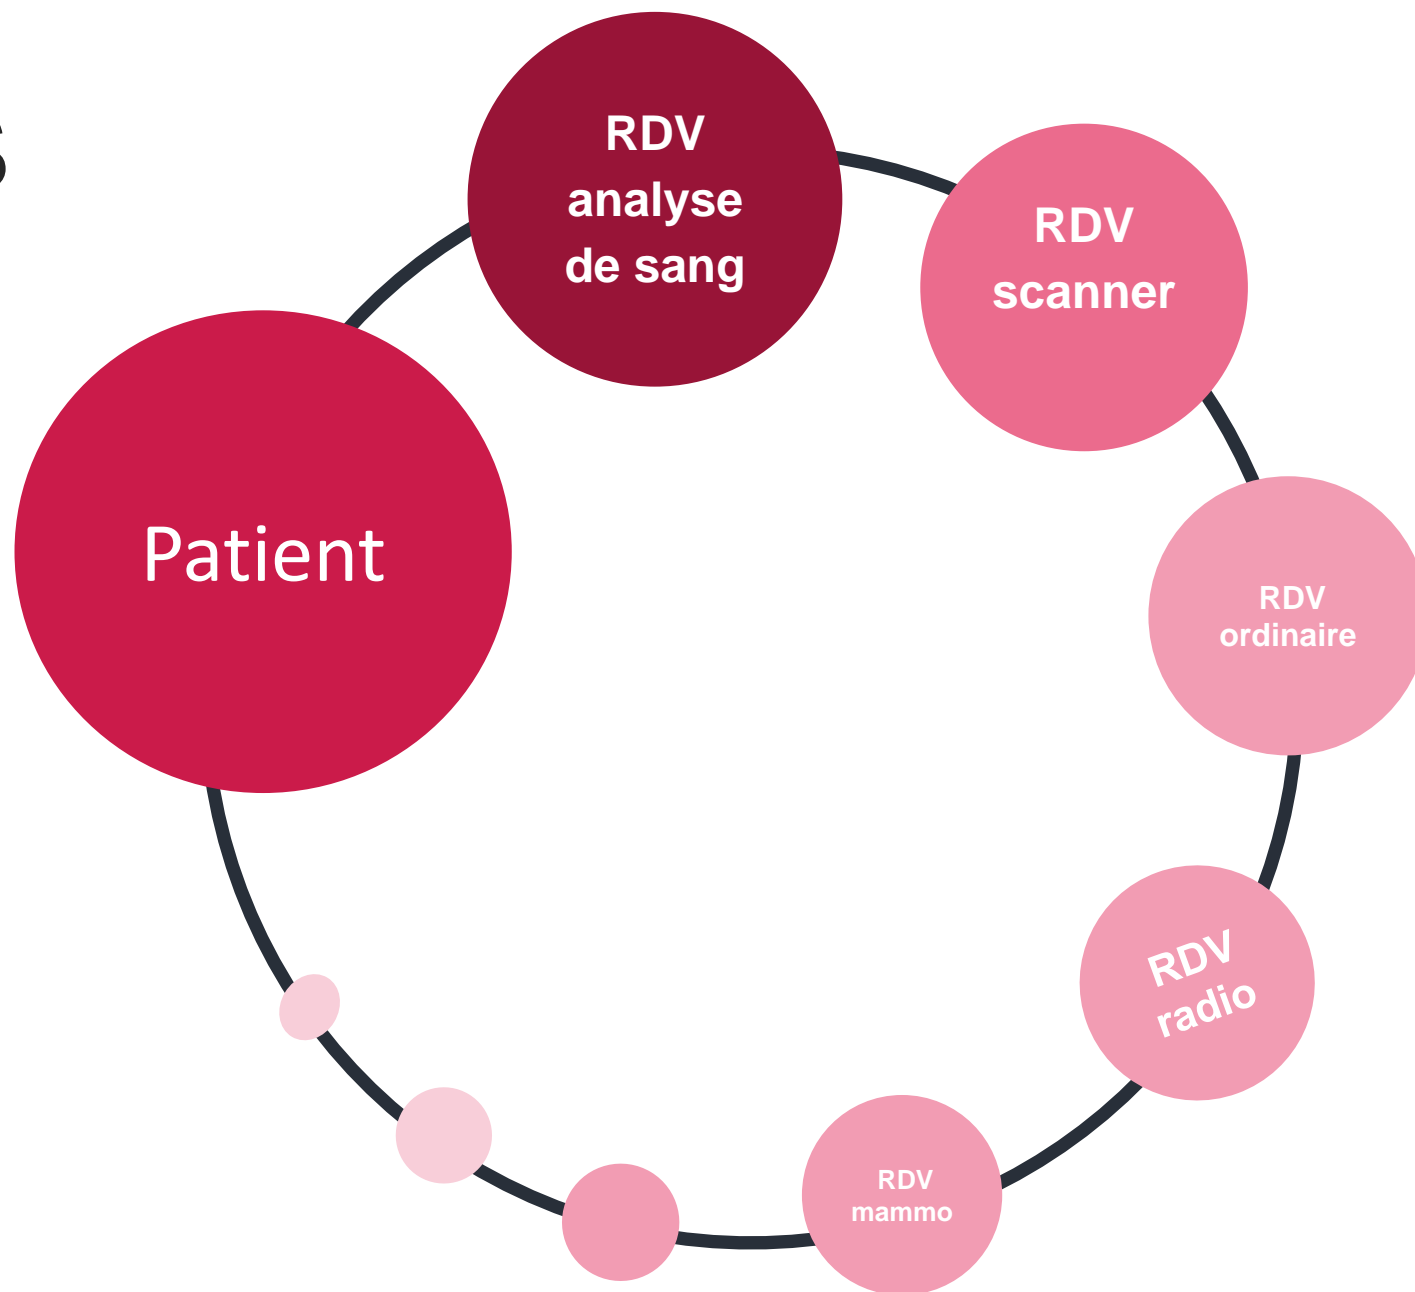 RDV
analyse
de sang
RDV
scanner
Patient
RDV
ordinaire
RDV
radio
RDV
mammo